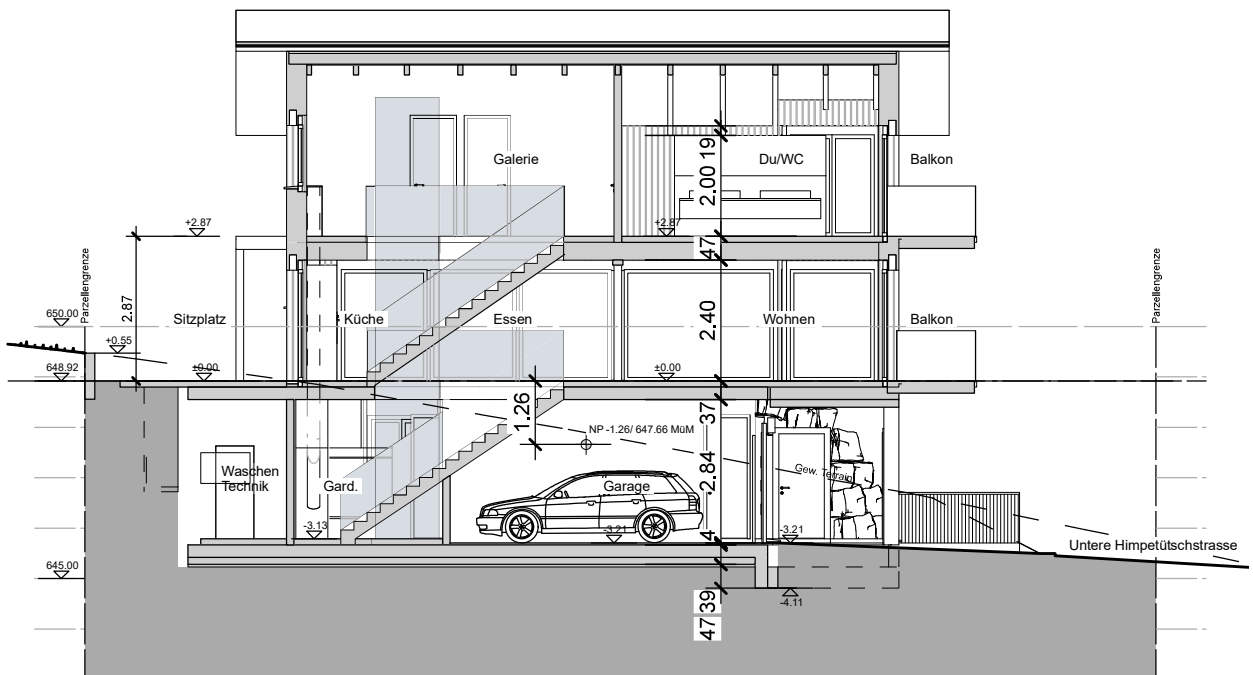 Galerie
Du/WC
Balkon
19
2.00
+2.87
+2.87
47
Parzellengrenze
Parzellengrenze
2.87
650.00
Sitzplatz
Küche
Essen
2.40
Wohnen
Balkon
+0.55
648.92
±0.00
±0.00
1.26
37
NP -1.26/ 647.66 MüM
Waschen
Technik
Gard.
Garage
2.84
Gew. Terrain
-3.13
-3.21
4
-3.21
Untere Himpetütschstrasse
645.00
39
47
-4.11